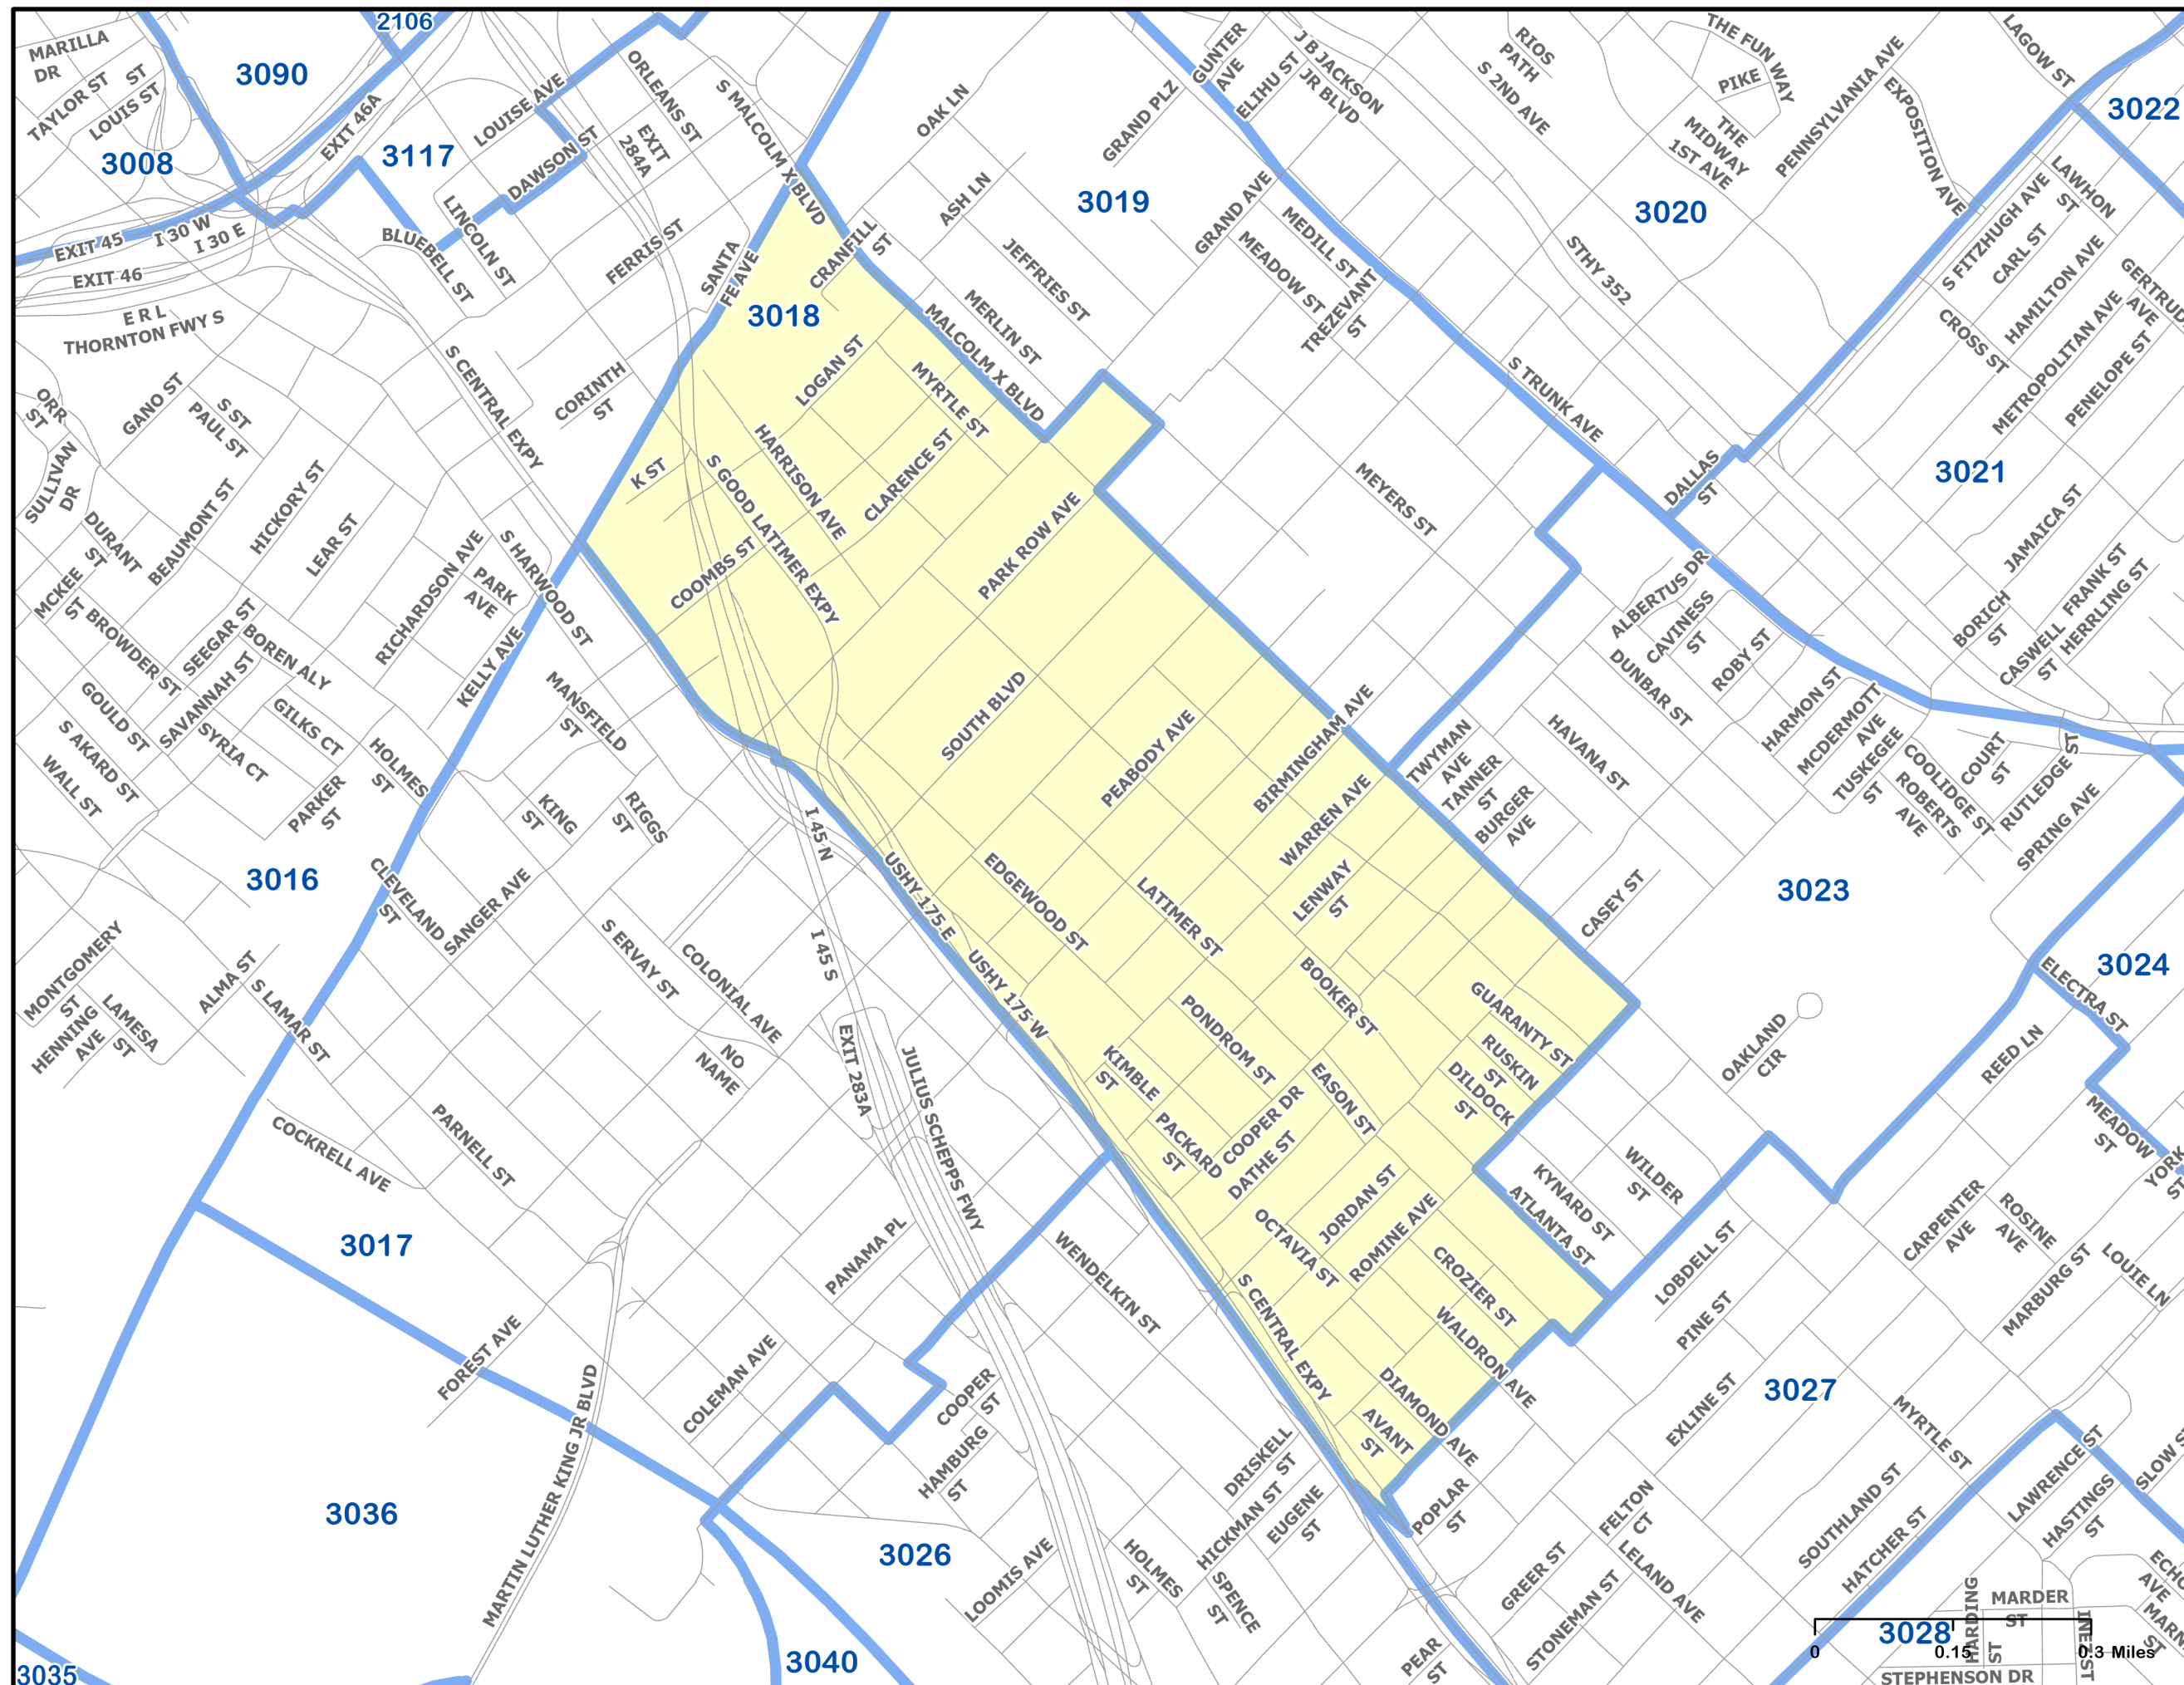 2106
3090
MARILLA
DR
TAYLOR ST
ST
LOUIS ST
3008
EXIT 46A
3117
LOUISE AVE
DAWSON ST
ORLEANS ST
EXIT
284A
S MALCOLM X BLVD
OAK LN
GRAND PLZ
GUNTER
AVE
ELIHU ST
J B JACKSON
JR BLVD
RIOS
PATH
S 2ND AVE
THE FUN WAY
PIKE
THE
MIDWAY
1ST AVE
PENNSYLVANIA AVE
EXPOSITION AVE
LAGOW ST
3022
LAWHON
ST
S FITZHUGH AVE
CARL ST
HAMILTON AVE
CROSS ST
METROPOLITAN AVE
PENELOPE ST
AVE
3019
3020
3021
EXIT 45
I 30 W
I 30 E
EXIT 46
E R L
THORNTON FWY S
BLUEBELL ST
LINCOLN ST
FERRIS ST
SANTA
FE AVE
3018
CRANFILL
ST
ASH LN
JEFFRIES ST
GRAND AVE
MEDILL ST
MEADOW ST
TREZEVANT
ST
STHY 352
S TRUNK AVE
DALLAS
ST
MERLIN ST
MALCOLM X BLVD
LOGAN ST
MYRTLE ST
HARRISON AVE
CLARENCE ST
K ST
S GOOD LATIMER EXPY
COOMBS ST
PARK ROW AVE
MEYERS ST
CORINTH
ST
S CENTRAL EXPY
ORR
ST
SULLIVAN
DR
GANO ST
S ST
PAUL ST
DURANT
ST
BEAUMONT ST
HICKORY ST
LEAR ST
RICHARDSON AVE
PARK
AVE
S HARWOOD ST
MCKEE
ST
BROWDER ST
SEEGAR ST
BOREN ALY
SAVANNAH ST
GOULD ST
S AKARD ST
WALL ST
SYRIA CT
GILKS CT
HOLMES
ST
PARKER
ST
KELLY AVE
MANSFIELD
ST
KING
ST
RIGGS
ST
JAMAICA ST
FRANK ST
BORICH
ST
CASWELL
ST
HERRLING ST
ALBERTUS DR
CAVINESS
ST
ROBY ST
DUNBAR ST
HARMON ST
MCDERMOTT
AVE
TUSKEGEE
ST
COOLIDGE ST
ROBERTS
AVE
COURT
ST
RUTLEDGE ST
SPRING AVE
SOUTH BLVD
PEABODY AVE
BIRMINGHAM AVE
WARREN AVE
TWYMAN
AVE
TANNER
ST
BURGER
AVE
HAVANA ST
3016
3023
3024
I 45 N
USHY 175 E
EDGEWOOD ST
LATIMER ST
LENWAY
ST
CASEY ST
CLEVELAND
ST
SANGER AVE
S SERVAY ST
COLONIAL AVE
I 45 S
USHY 175 W
BOOKER ST
GUARANTY ST
PONDROM ST
RUSKIN
ST
DILDOCK
ST
MONTGOMERY
ST
HENNING
AVE
LAMESA
ST
ALMA ST
S LAMAR ST
NO
NAME
EXIT 283A
JULIUS SCHEPPS FWY
KIMBLE
ST
EASON ST
COOPER DR
PACKARD
ST
DATHE ST
OAKLAND
CIR
REED LN
ELECTRA ST
MEADOW
ST
YORK
ST
COCKRELL AVE
PARNELL ST
3017
PANAMA PL
WENDELKIN ST
JORDAN ST
OCTAVIA ST
ROMINE AVE
CROZIER ST
KYNARD ST
ATLANTA ST
WILDER
ST
LOBDELL ST
PINE ST
CARPENTER
AVE
ROSINE
AVE
MARBURG ST
LOUIE LN
S CENTRAL EXPY
WALDRON AVE
DIAMOND AVE
AVANT
ST
3027
EXLINE ST
MYRTLE ST
FOREST AVE
MARTIN LUTHER KING JR BLVD
COLEMAN AVE
COOPER
ST
HAMBURG
ST
DRISKELL
ST
HICKMAN ST
EUGENE
ST
POPLAR
ST
FELTON
CT
SOUTHLAND ST
HATCHER ST
LAWRENCE ST
HASTINGS
ST
3036
3026
LOOMIS AVE
HOLMES
ST
SPENCE
ST
GREER ST
LELAND AVE
STONEMAN ST
PEAR
ST
MARDER
ST
HARDING
ST
AVE
ST
STEPHENSON DR
3035
3040
3028
0
0.15
0.3 Miles